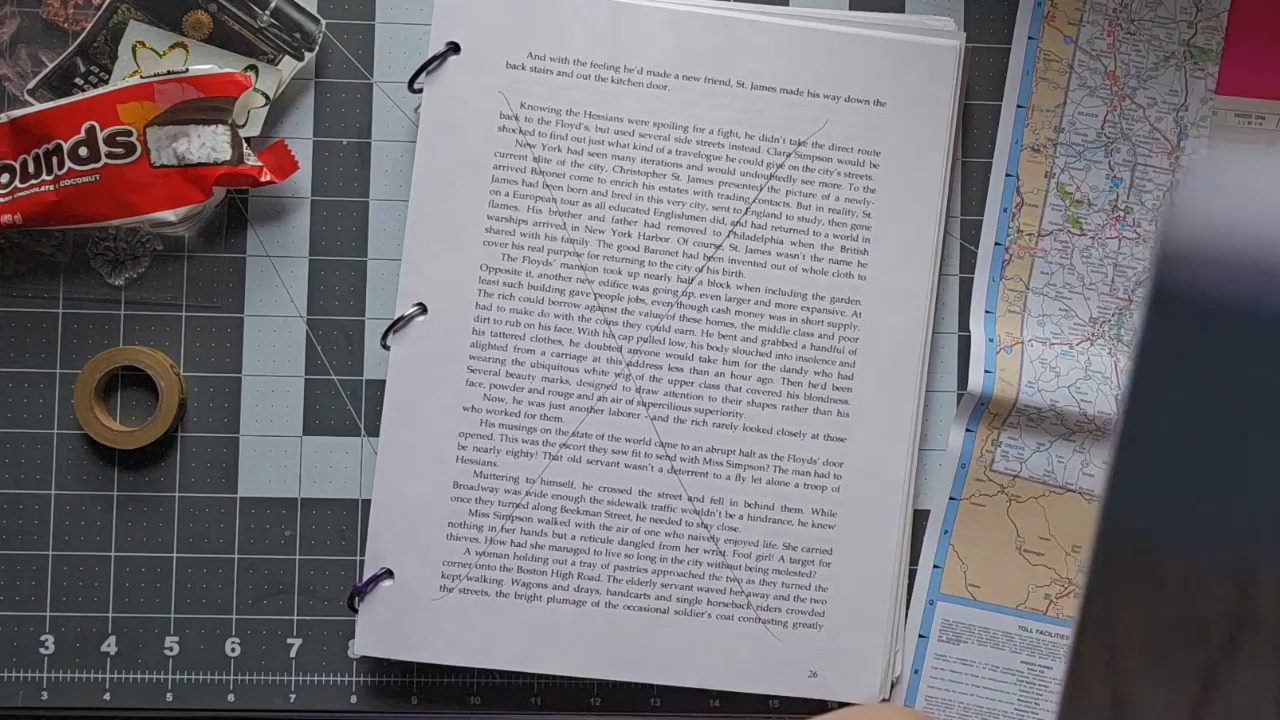 And with the feeling he'd made a new friend, St. James made his way down the
back stairs and out the kitchen door.
Knowing the Hessians were spoiling for a fight, he didn't take the direct route
back to the Floyd's, but used several side streets instead. Clara Simpson would be
shocked to find out just what kind of a travelogue he could give on the city's streets.
New York had seen many iterations and would undoubtedly see more. To the
current elite of the city, Christopher St. James presented the picture of a newly-
arrived Baronet come to enrich his estates with trading contacts. But in reality, St.
James had been born and bred in this very city, sent to England to study, then gone
on a European tour as all educated Englishmen did, and had returned to a world in
flames. His brother and father had removed to Philadelphia when the British
warships arrived in New York Harbor. Of course, St. James wasn't the name he
shared with his family. The good Baronet had been invented out of whole cloth to
cover his real purpose for returning to the city of his birth.
The Floyds' mansion took up nearly half a block when including the garden.
Opposite it, another new edifice was going up, even larger and more expansive. At
least such building gave people jobs, even though cash money was in short supply.
The rich could borrow against the value of these homes, the middle class and poor
had to make do with the coins they could earn. He bent and grabbed a handful of
dirt to rub on his face. With his cap pulled low, his body slouched into insolence and
his tattered clothes, he doubted anyone would take him for the dandy who had
alighted from a carriage at this address less than an hour ago. Then he'd been
wearing the ubiquitous white wig of the upper class that covered his blondness.
Several beauty marks, designed to draw attention to their shapes rather than his
face, powder and rouge and an air of supercilious superiority.
Now, he was just another laborer - and the rich rarely looked closely at those
who worked for them.
His musings on the state of the world came to an abrupt halt as the Floyds' door
opened. This was the escort they saw fit to send with Miss Simpson? The man had to
be nearly eighty! That old servant wasn't a deterrent to a fly let alone a troop of
Hessians.
Muttering to himself, he crossed the street and fell in behind them. While
Broadway was wide enough the sidewalk traffic wouldn't be a hindrance, he knew
once they turned along Beekman Street, he needed to stay close.
Miss Simpson walked with the air of one who naively enjoyed life. She carried
nothing in her hands but a reticule dangled from her wrist. Fool girl! A target for
thieves. How had she managed to live so long in the city without being molested?
A woman holding out a tray of pastries approached the two as they turned the
corner onto the Boston High Road. The elderly servant waved her away and the two
kept walking. Wagons and drays, handcarts and single horseback riders crowded
the streets, the bright plumage of the occasional soldier's coat contrasting greatly
26
GLUTEN FREE
ounds
CHOCOLATE COCONUT
TOLL FACILITIES
3 4 5 6 7 8
3 4 5 6 7 8 9 10 11 12 13 14 15 16